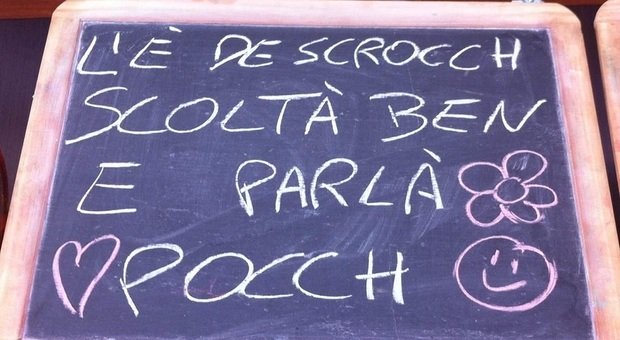 L'È DE SCROCCH
SCOLTÀ BEN
E PARLÀ
POCCH